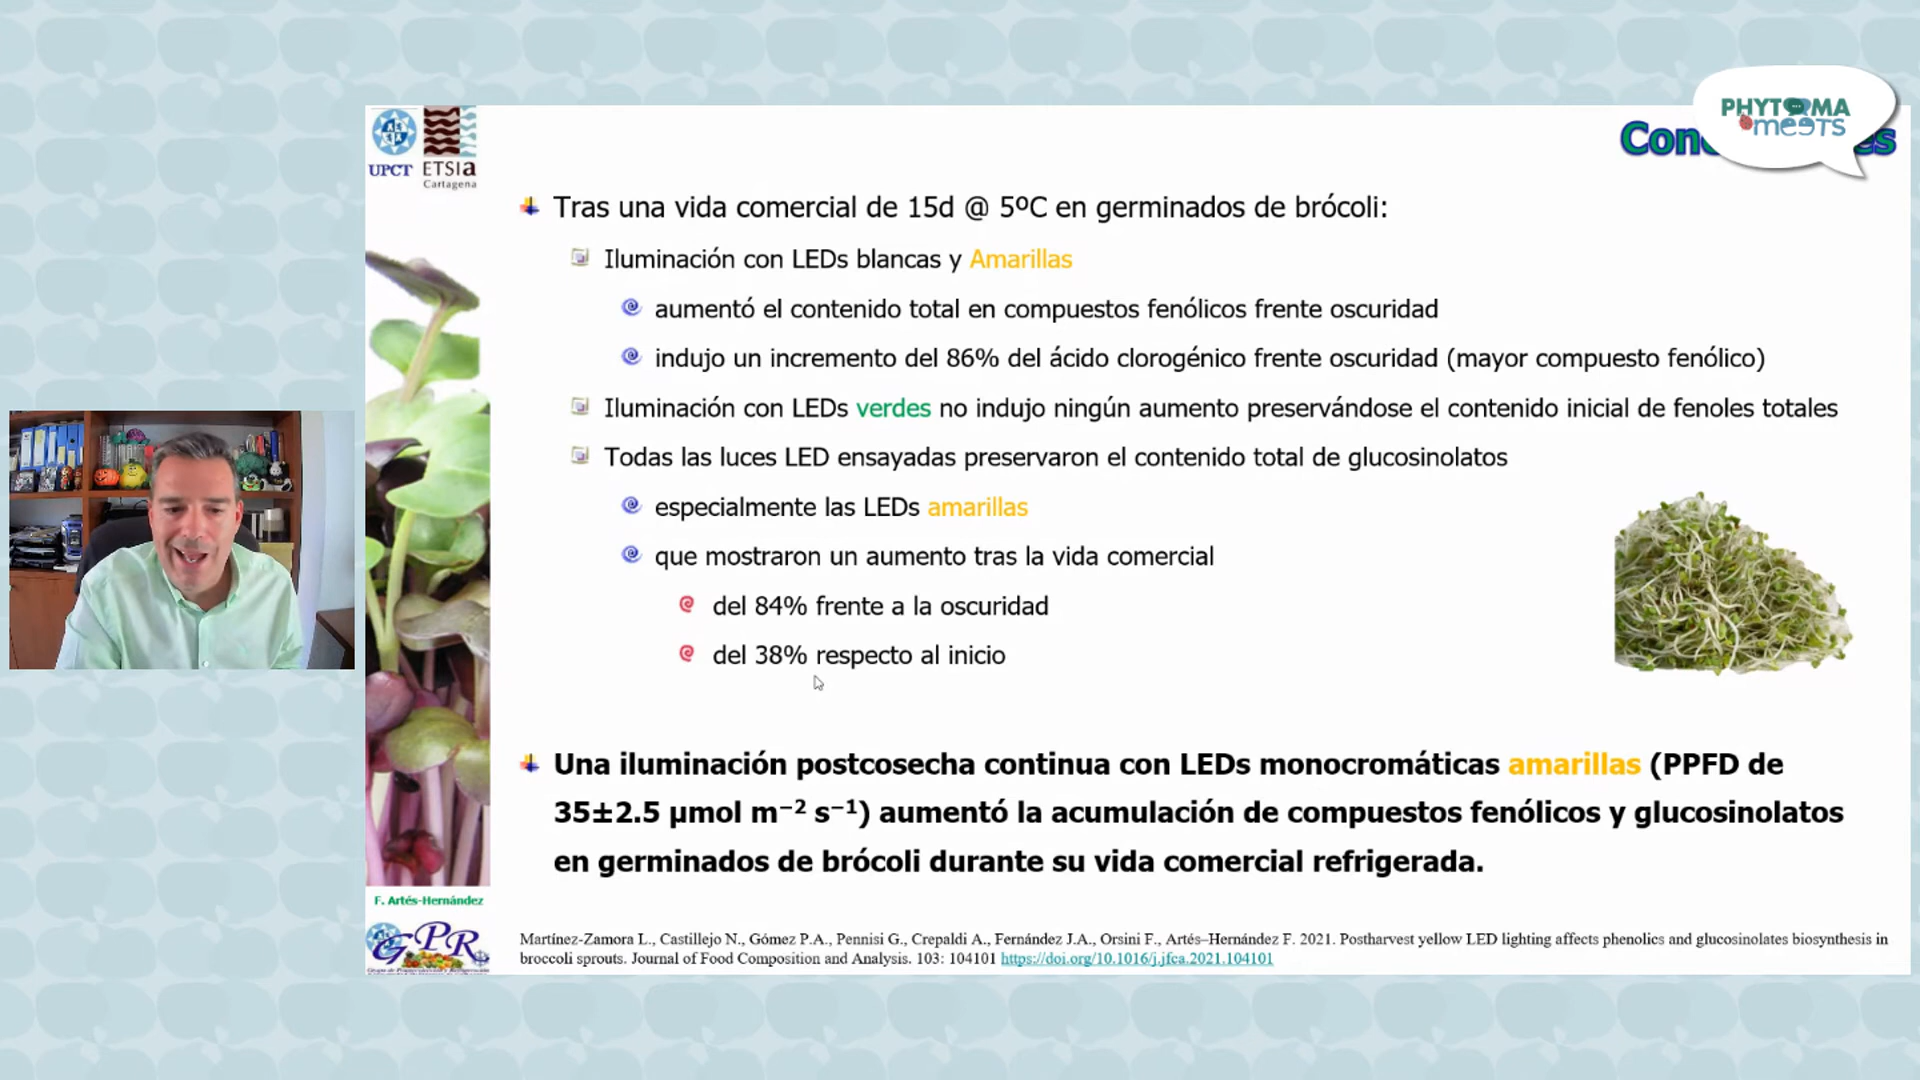 PHYTOMA
meets
UPCT ETSIa
Cartagena
Tras una vida comercial de 15d @ 5ºC en germinados de brócoli:
Iluminación con LEDs blancas y Amarillas
aumentó el contenido total en compuestos fenólicos frente oscuridad
indujo un incremento del 86% del ácido clorogénico frente oscuridad (mayor compuesto fenólico)
Iluminación con LEDs verdes no indujo ningún aumento preservándose el contenido inicial de fenoles totales
Todas las luces LED ensayadas preservaron el contenido total de glucosinolatos
especialmente las LEDs amarillas
que mostraron un aumento tras la vida comercial
del 84% frente a la oscuridad
del 38% respecto al inicio
Una iluminación postcosecha continua con LEDs monocromáticas amarillas (PPFD de
35±2.5 µmol m⁻² s⁻¹) aumentó la acumulación de compuestos fenólicos y glucosinolatos
en germinados de brócoli durante su vida comercial refrigerada.
F. Artés-Hernández
GPR
Martínez-Zamora L., Castillejo N., Gómez P.A., Pennisi G., Crepaldi A., Fernández J.A., Orsini F., Artés–Hernández F. 2021. Postharvest yellow LED lighting affects phenolics and glucosinolates biosynthesis in
broccoli sprouts. Journal of Food Composition and Analysis. 103: 104101 https://doi.org/10.1016/j.jfca.2021.104101